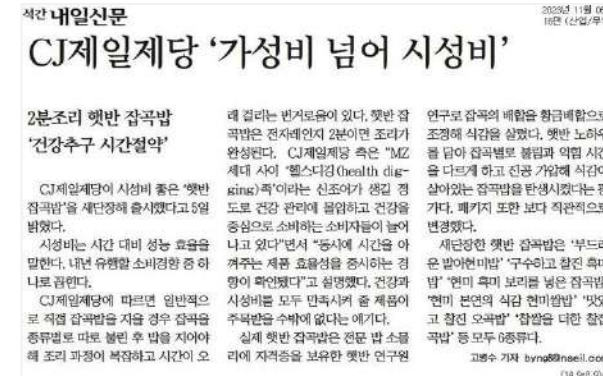 석간 내일신문
2023년 11월 06
16면 (산업/무
CJ제일제당 ‘가성비 넘어 시성비’
2분조리 햇반 잡곡밥
‘건강추구 시간절약’
CJ제일제당이 시성비 좋은 ‘햇반
잡곡밥’을 새단장해 출시했다고 5일
밝혔다.
시성비는 시간 대비 성능 효율을
말한다. 내년 유행할 소비경향 중 하
나로 꼽힌다.
CJ제일제당에 따르면 일반적으
로 직접 잡곡밥을 지을 경우 잡곡을
종류별로 따로 불린 후 밥을 지어야
해 조리 과정이 복잡하고 시간이 오
래 걸리는 번거로움이 있다. 햇반 잡
곡밥은 전자레인지 2분이면 조리가
완성된다. CJ제일제당 측은 “MZ
세대 사이 ‘헬스디깅(health dig-
ging)족’이라는 신조어가 생길 정
도로 건강 관리에 몰입하고 건강을
중심으로 소비하는 소비자들이 늘어
나고 있다”면서 “동시에 시간을 아
껴주는 제품 효율성을 중시하는 경
향이 확인됐다”고 설명했다. 건강과
시성비를 모두 만족시켜 줄 제품이
주목받을 수밖에 없다는 얘기다.
실제 햇반 잡곡밥은 전문 밥 소믈
리에 자격증을 보유한 햇반 연구원
연구로 잡곡의 배합을 황금배합으로
조정해 식감을 살렸다. 햇반 노하우
를 담아 잡곡별로 불림과 익힘 시간
을 다르게 하고 진공 가압해 식감이
살아있는 잡곡밥을 탄생시켰다는 평
가다. 패키지 또한 보다 직관적으로
변경했다.
재단장한 햇반 잡곡밥은 ‘부드러
운 발아현미밥’ ‘구수하고 찰진 흑미
밥’ ‘현미 흑미 보리를 넣은 잡곡밥
‘현미 본연의 식감 현미쌀밥’ ‘맛있
고 찰진 오곡밥’ ‘찹쌀을 더한 찹쌀
곡밥’ 등 모두 6종류다.
고병수 기자 byng8@naeil.com